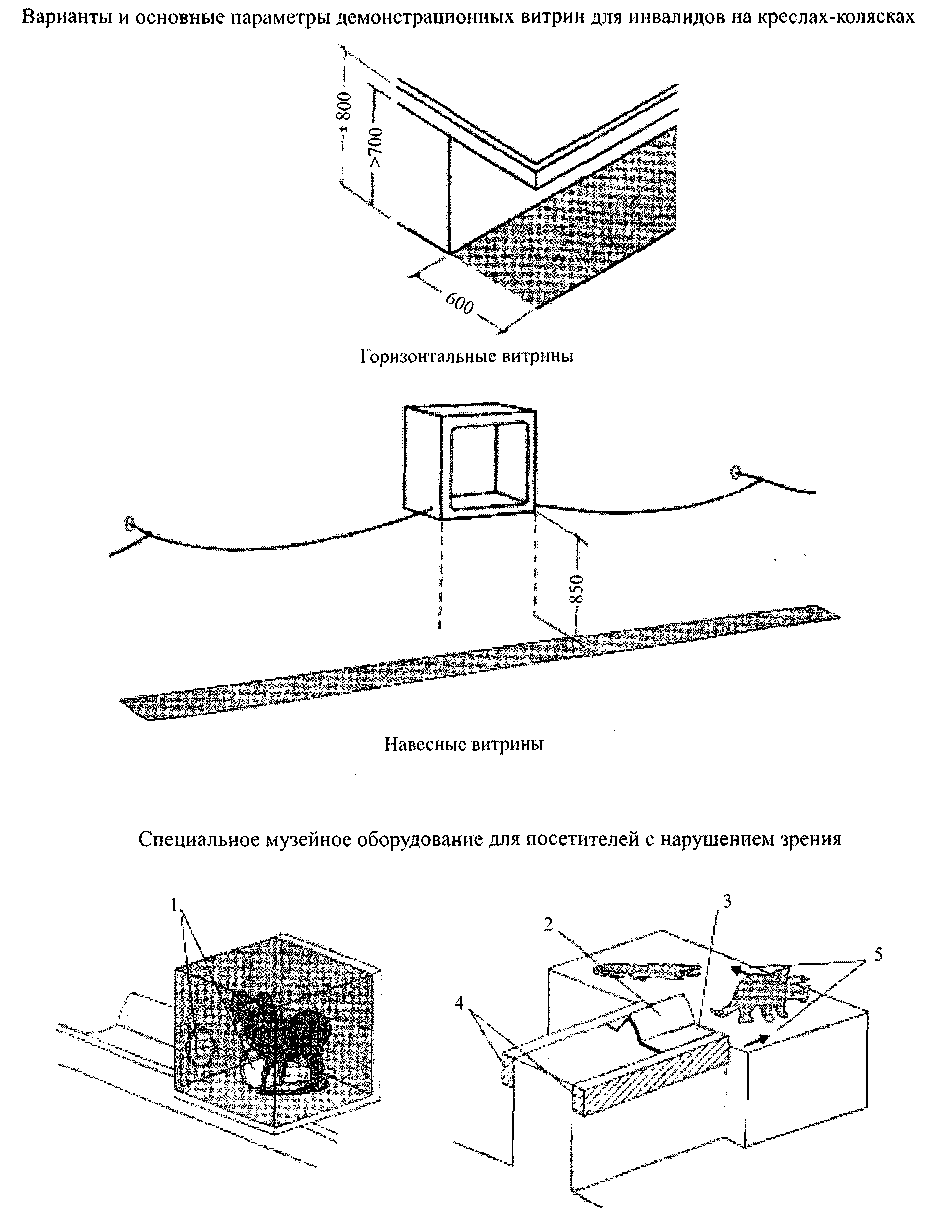 Варианты и основные параметры демонстрационных витрин для инвалидов на креслах-колясках
800
>700
600
Горизонтальные витрины
850
Навесные витрины
Специальное музейное оборудование для посетителей с нарушением зрения
1
2
3
4
5